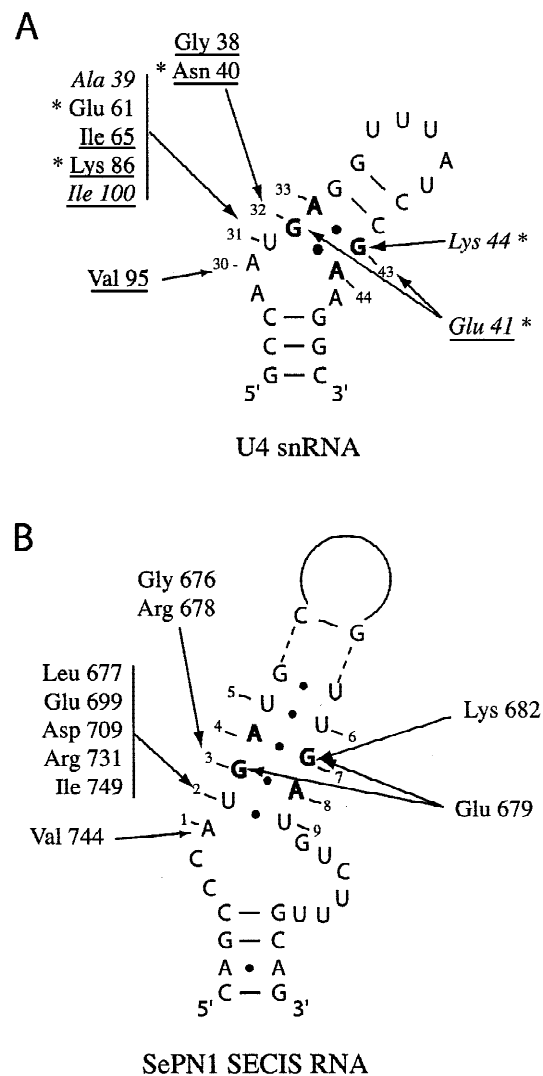 A
Gly 38
* Asn 40
Ala 39
* Glu 61
Ile 65
* Lys 86
Ile 100
Val 95
U U U
G A
G U
C
33 A G C
32 G • G
31 U • 43
30 A A
A A 44
C – G
C – G
G – C
5' 3'
Lys 44 *
Glu 41 *
U4 snRNA
B
Gly 676
Arg 678
Leu 677
Glu 699
Asp 709
Arg 731
Ile 749
Val 744
C – G
G • U
5 U • U 6
4 A • G 7
3 G • A 8
2 U • U 9
1 A G
C U
C C
C – G U U U
G – C
A • A
C – G
5' 3'
Lys 682
Glu 679
SePN1 SECIS RNA